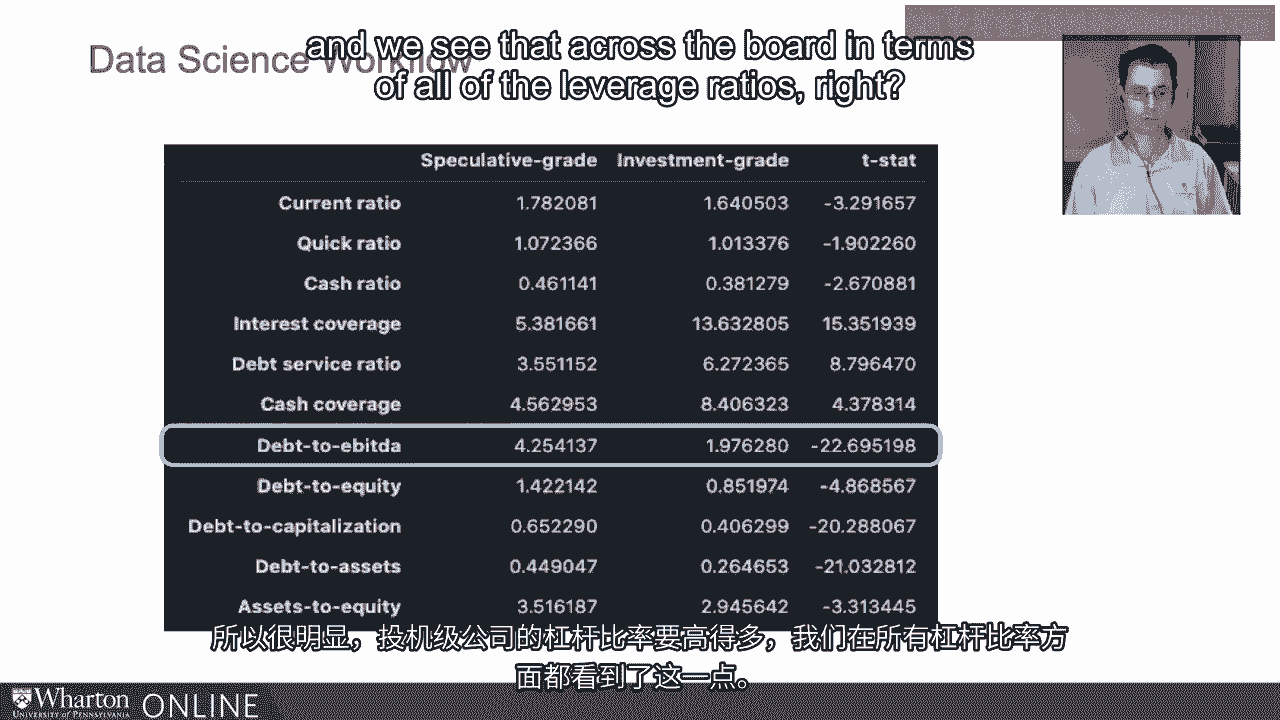 Data Science Workflow
and we see that across the board in terms
of all of the leverage ratios, right?
Speculative-grade Investment-grade t-stat
Current ratio 1.782081 1.640503 -3.291657
Quick ratio 1.072366 1.013376 -1.902260
Cash ratio 0.461141 0.381279 -2.670881
Interest coverage 5.381661 13.632805 15.351939
Debt service ratio 3.551152 6.272365 8.796470
Cash coverage 4.562953 8.406323 4.378314
Debt-to-ebitda 4.254137 1.976280 -22.695198
Debt-to-equity 1.422142 0.851974 -4.868567
Debt-to-capitalization 0.652290 0.406299 -20.288067
Debt-to-assets 0.449047 0.264653 -21.032812
Assets-to-equity 3.516187 2.945642 -3.313445
所以很明显，投机级公司的杠杆比率要高得多，我们在所有杠杆比率方
面都看到了这一点。
Wharton ONLINE
UNIVERSITY of PENNSYLVANIA